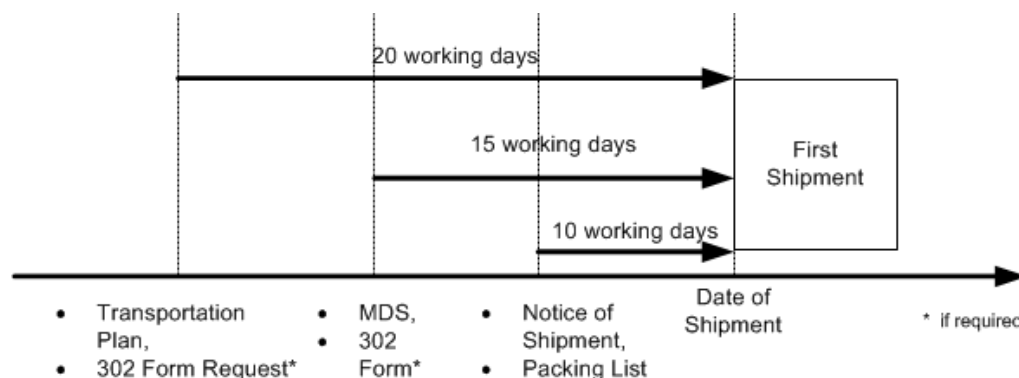 20 working days
15 working days
First
Shipment
10 working days
• Transportation
Plan,
• 302 Form Request*
• MDS,
• 302
Form*
• Notice of
Shipment,
• Packing List
Date of
Shipment
* if required